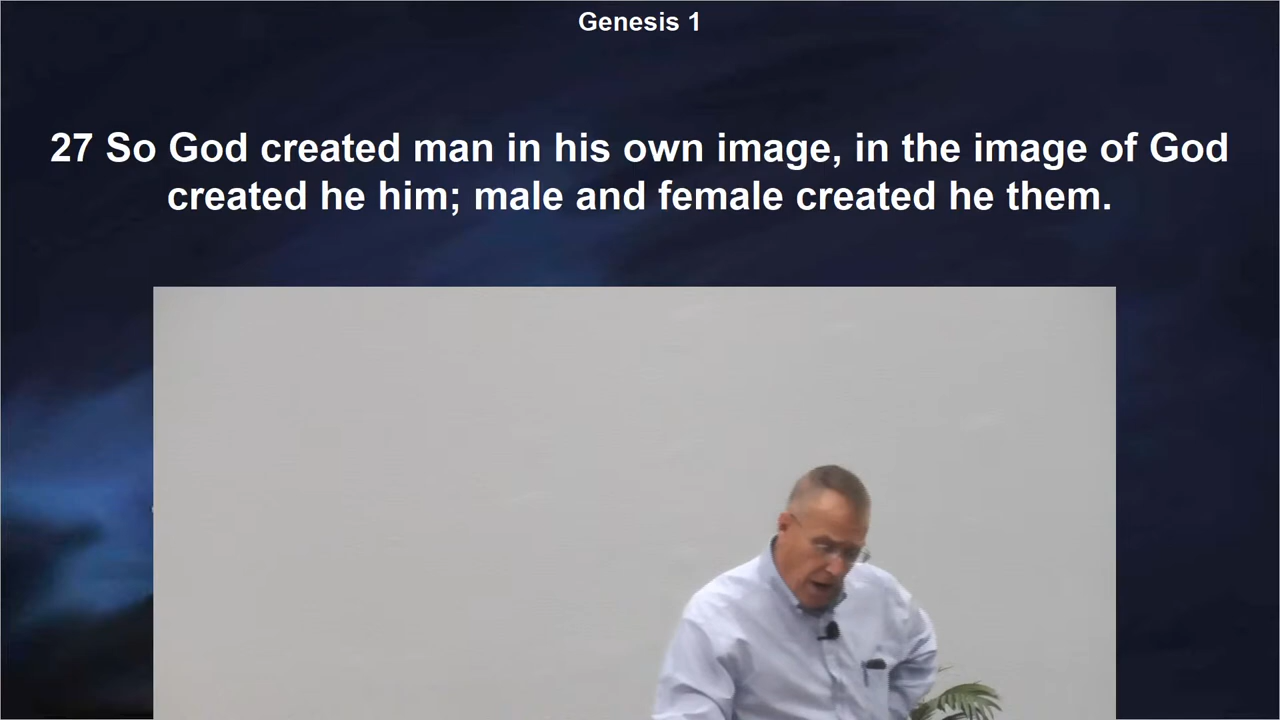 Genesis 1
27 So God created man in his own image, in the image of God
created he him; male and female created he them.